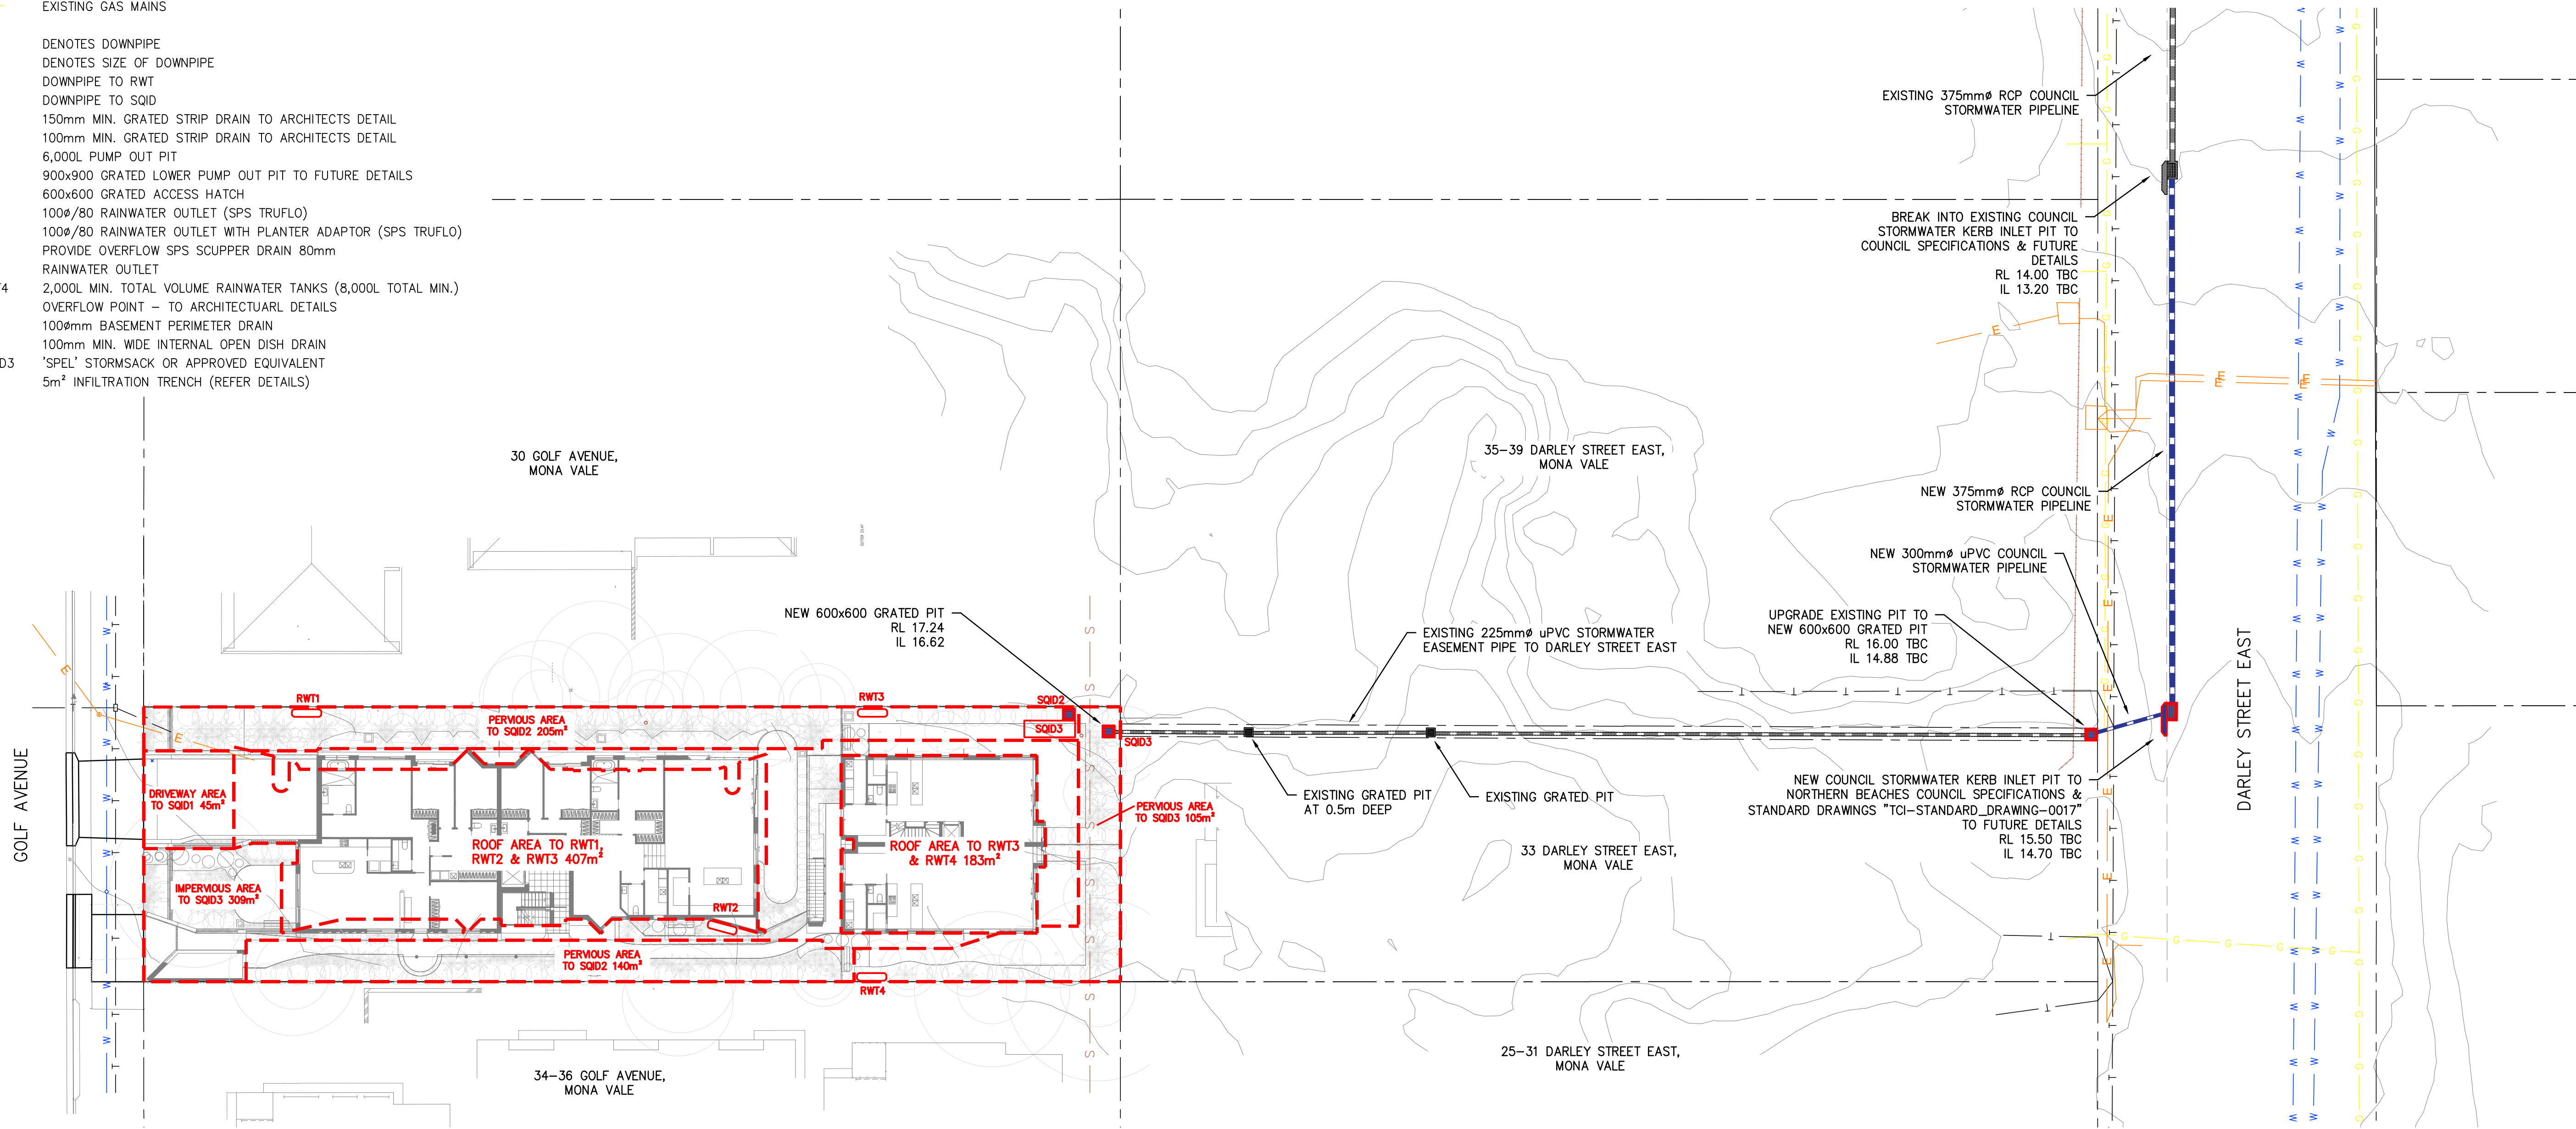 EXISTING GAS MAINS
DENOTES DOWNPIPE
DENOTES SIZE OF DOWNPIPE
DOWNPIPE TO RWT
DOWNPIPE TO SQID
150mm MIN. GRATED STRIP DRAIN TO ARCHITECTS DETAIL
100mm MIN. GRATED STRIP DRAIN TO ARCHITECTS DETAIL
6,000L PUMP OUT PIT
900x900 GRATED LOWER PUMP OUT PIT TO FUTURE DETAILS
600x600 GRATED ACCESS HATCH
100ø/80 RAINWATER OUTLET (SPS TRUFLO)
100ø/80 RAINWATER OUTLET WITH PLANTER ADAPTOR (SPS TRUFLO)
PROVIDE OVERFLOW SPS SCUPPER DRAIN 80mm
RAINWATER OUTLET
2,000L MIN. TOTAL VOLUME RAINWATER TANKS (8,000L TOTAL MIN.)
OVERFLOW POINT – TO ARCHITECTUARL DETAILS
100ømm BASEMENT PERIMETER DRAIN
100mm MIN. WIDE INTERNAL OPEN DISH DRAIN
'SPEL' STORMSACK OR APPROVED EQUIVALENT
5m² INFILTRATION TRENCH (REFER DETAILS)
EXISTING 375mmø RCP COUNCIL
STORMWATER PIPELINE
BREAK INTO EXISTING COUNCIL
STORMWATER KERB INLET PIT TO
COUNCIL SPECIFICATIONS & FUTURE
DETAILS
RL 14.00 TBC
IL 13.20 TBC
30 GOLF AVENUE,
MONA VALE
35-39 DARLEY STREET EAST,
MONA VALE
NEW 375mmø RCP COUNCIL
STORMWATER PIPELINE
NEW 300mmø uPVC COUNCIL
STORMWATER PIPELINE
NEW 600x600 GRATED PIT
RL 17.24
IL 16.62
EXISTING 225mmø uPVC STORMWATER
EASEMENT PIPE TO DARLEY STREET EAST
UPGRADE EXISTING PIT TO
NEW 600x600 GRATED PIT
RL 16.00 TBC
IL 14.88 TBC
DARLEY STREET EAST
GOLF AVENUE
RWT1
RWT3
SQID2
SQID3
SQID3
PERVIOUS AREA
TO SQID2 205m²
DRIVEWAY AREA
TO SQID1 45m²
ROOF AREA TO RWT1,
RWT2 & RWT3 407m²
ROOF AREA TO RWT3
& RWT4 183m²
PERVIOUS AREA
TO SQID3 105m²
IMPERVIOUS AREA
TO SQID3 309m²
RWT2
PERVIOUS AREA
TO SQID2 140m²
RWT4
EXISTING GRATED PIT
AT 0.5m DEEP
EXISTING GRATED PIT
NEW COUNCIL STORMWATER KERB INLET PIT TO
NORTHERN BEACHES COUNCIL SPECIFICATIONS &
STANDARD DRAWINGS "TCI-STANDARD_DRAWING-0017"
TO FUTURE DETAILS
RL 15.50 TBC
IL 14.70 TBC
33 DARLEY STREET EAST,
MONA VALE
25-31 DARLEY STREET EAST,
MONA VALE
34-36 GOLF AVENUE,
MONA VALE